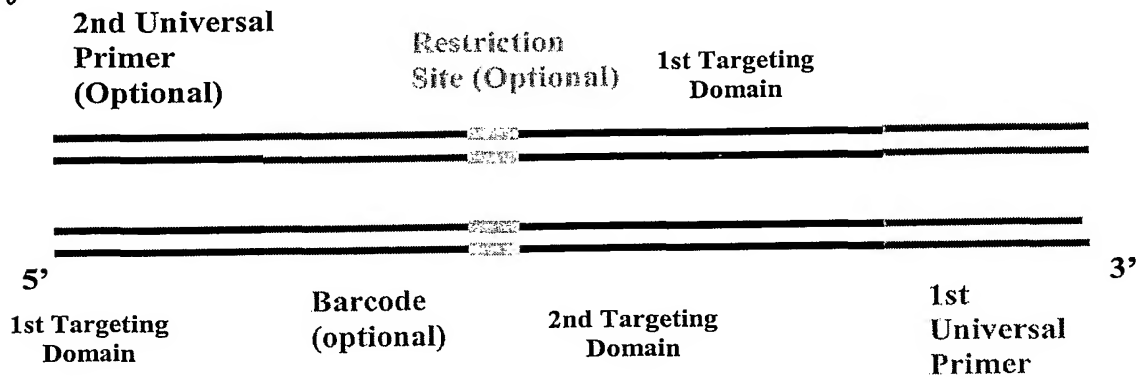 2nd Universal
Primer
(Optional)
Restriction
Site (Optional)
1st Targeting
Domain
5’
3’
1st Targeting
Domain
Barcode
(optional)
2nd Targeting
Domain
1st
Universal
Primer